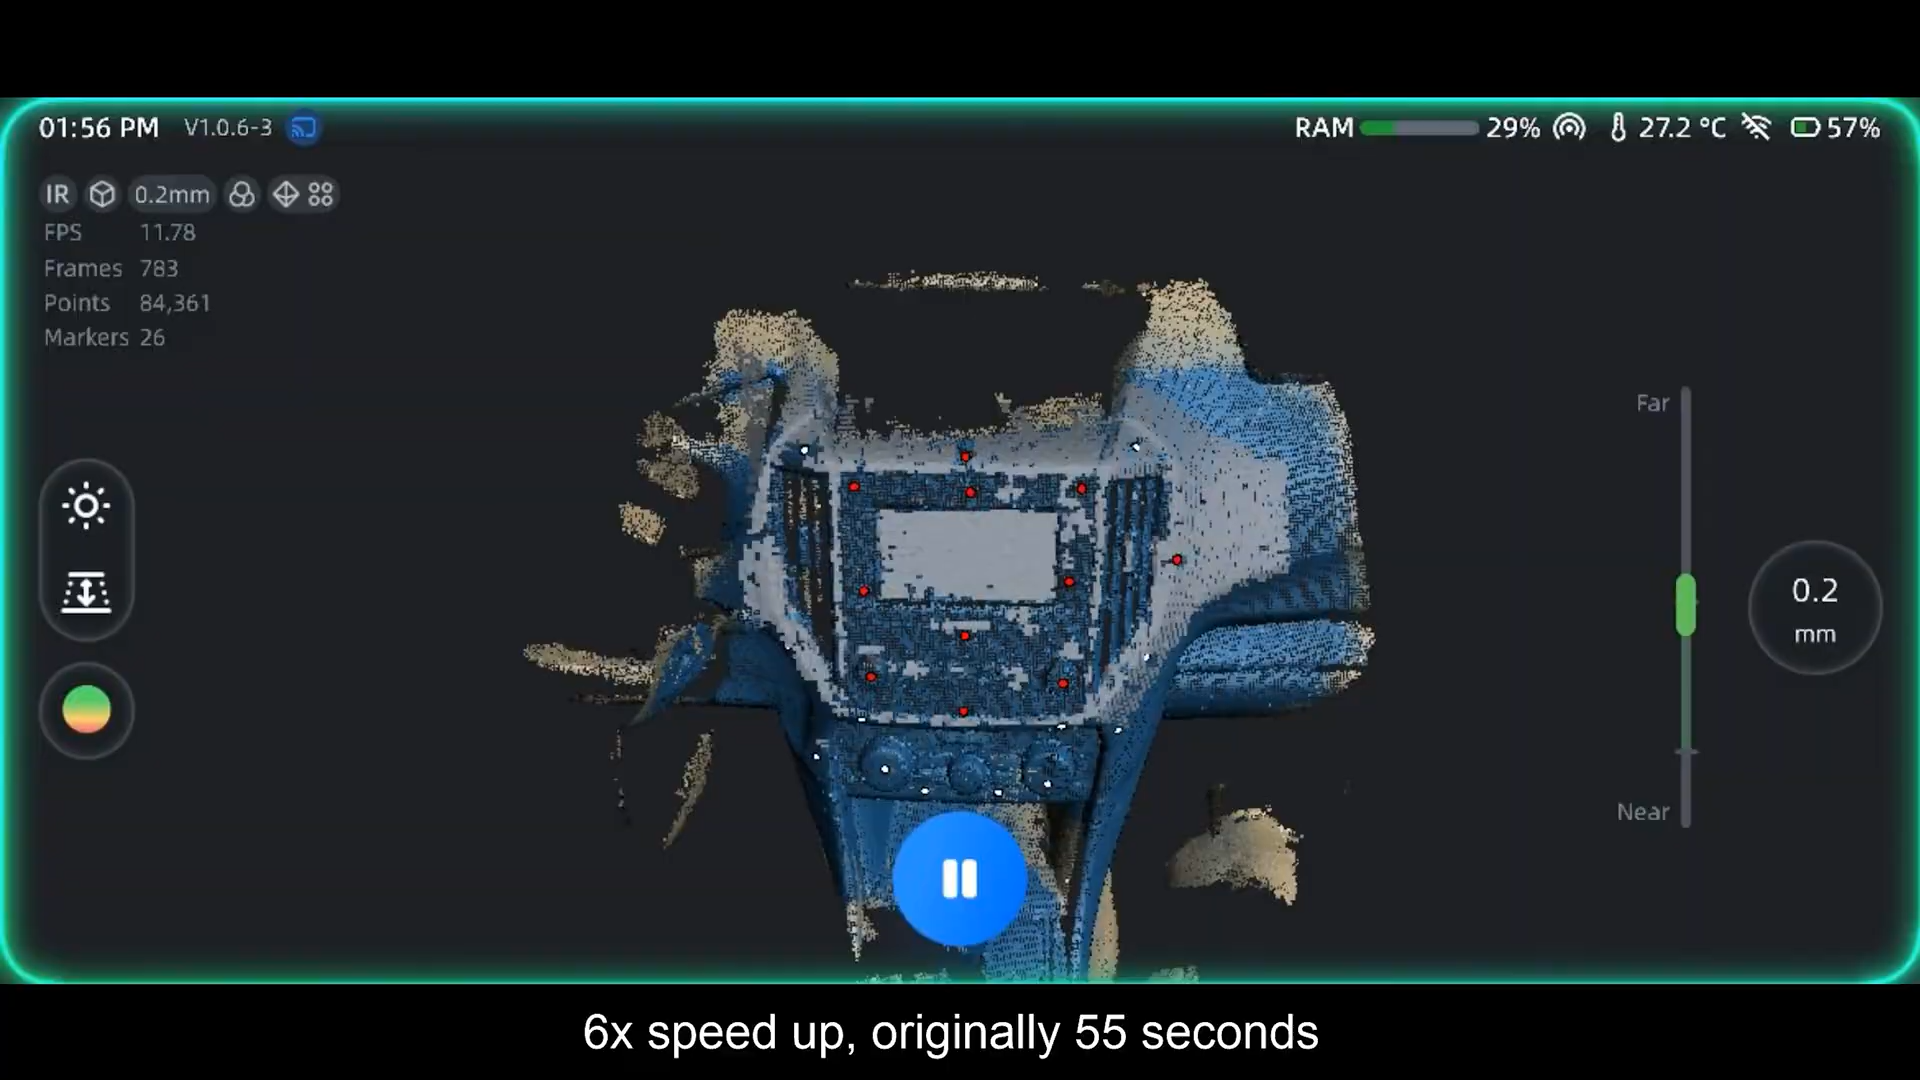 01:56 PM V1.0.6-3
RAM 29% 27.2 °C 57%
IR 0.2mm
FPS 11.78
Frames 783
Points 84,361
Markers 26
Far
0.2
mm
Near
6x speed up, originally 55 seconds